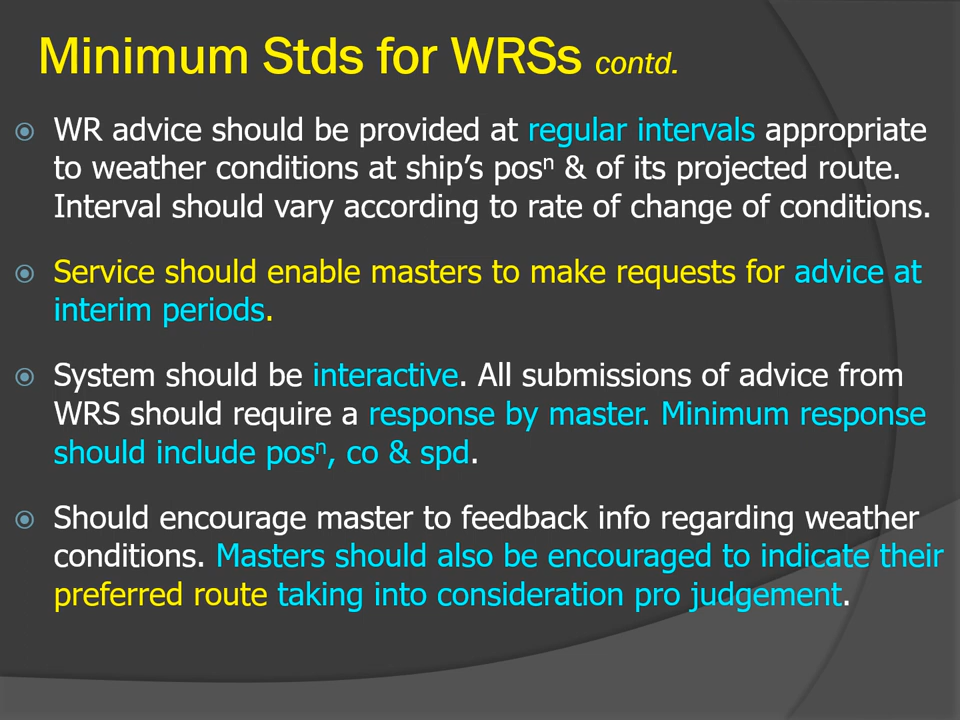 Minimum Stds for WRSs contd.
WR advice should be provided at regular intervals appropriate
to weather conditions at ship’s posⁿ & of its projected route.
Interval should vary according to rate of change of conditions.
Service should enable masters to make requests for advice at
interim periods.
System should be interactive. All submissions of advice from
WRS should require a response by master. Minimum response
should include posⁿ, co & spd.
Should encourage master to feedback info regarding weather
conditions. Masters should also be encouraged to indicate their
preferred route taking into consideration pro judgement.